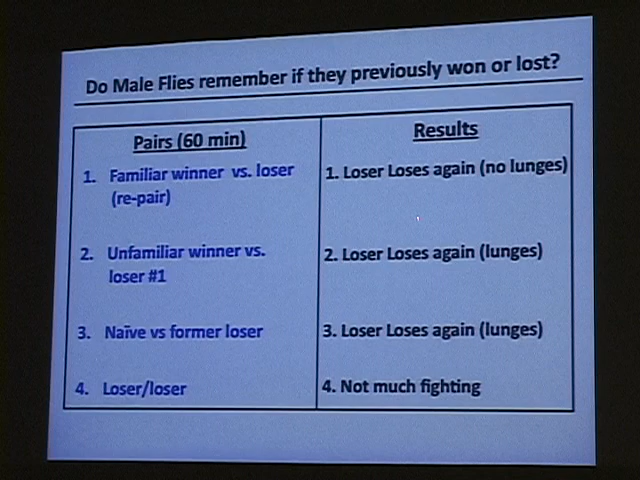 Do Male Flies remember if they previously won or lost?
Pairs (60 min)
1. Familiar winner vs. loser
(re-pair)
2. Unfamiliar winner vs.
loser #1
3. Naïve vs former loser
4. Loser/loser
Results
1. Loser Loses again (no lunges)
2. Loser Loses again (lunges)
3. Loser Loses again (lunges)
4. Not much fighting